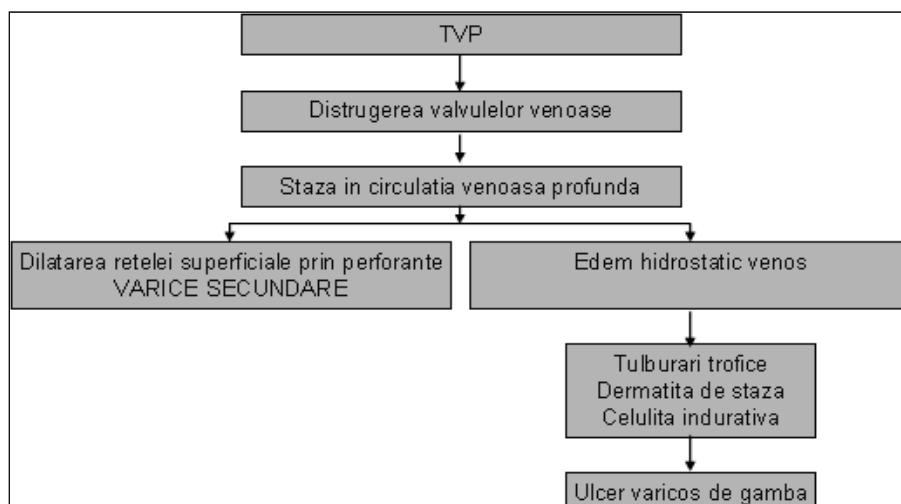 TVP
Distrugerea valvulelor venoase
Staza in circulatia venoasa profunda
Dilatarea retelei superficiale prin perforante
VARICE SECUNDARE
Edem hidrostatic venos
Tulburari trofice
Dermatita de staza
Celulita indurativa
Ulcer varicos de gamba